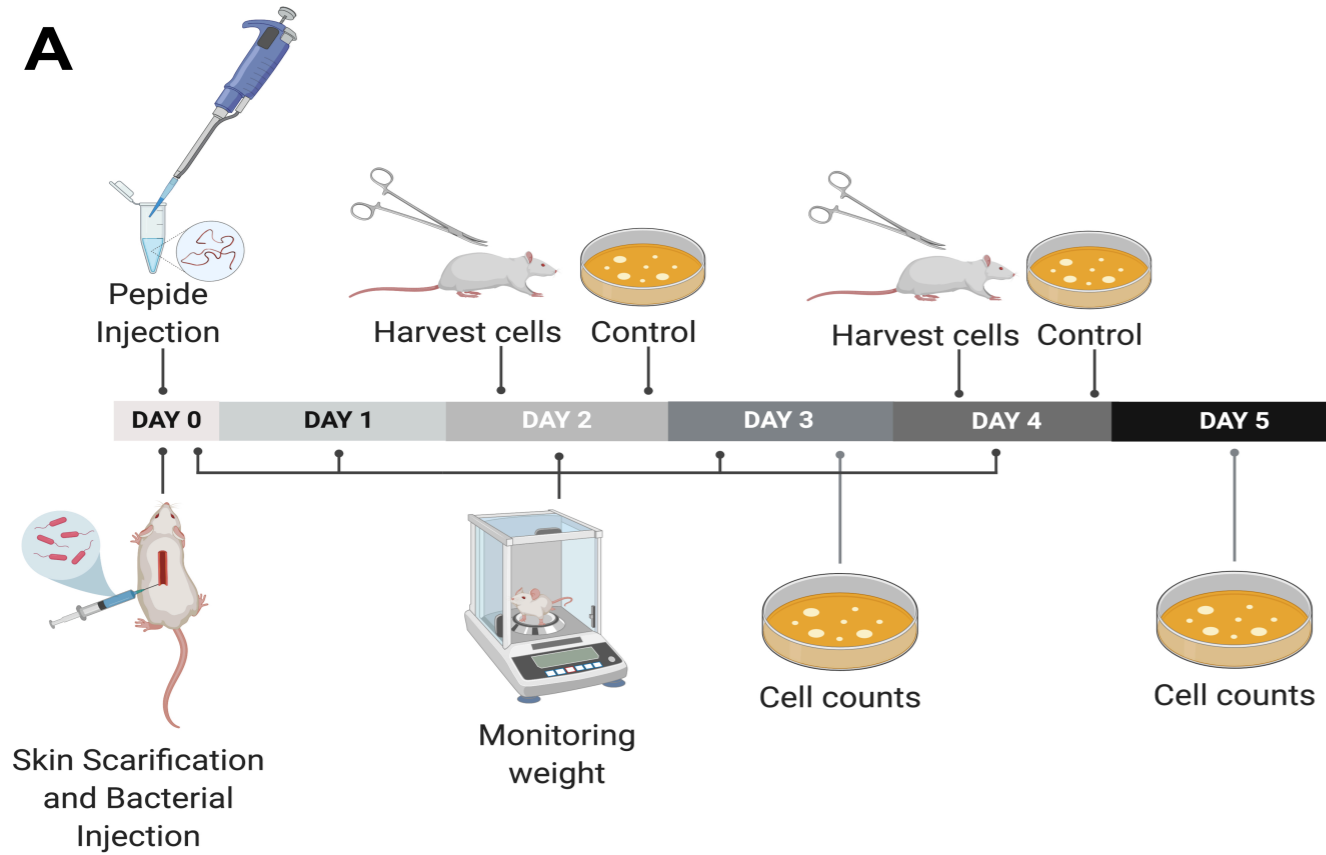 A
Pepide
Injection
Harvest cells
Control
Harvest cells
Control
DAY 0
DAY 1
DAY 2
DAY 3
DAY 4
DAY 5
Skin Scarification
and Bacterial
Injection
Monitoring
weight
Cell counts
Cell counts